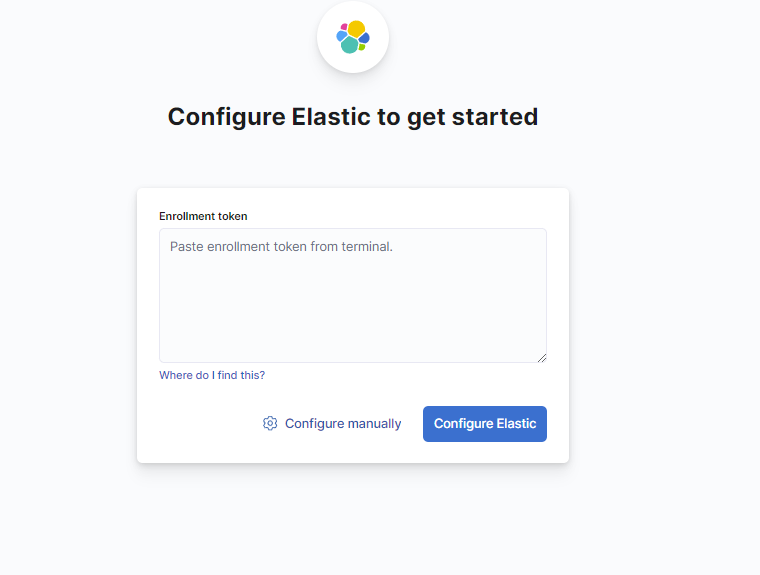 Configure Elastic to get started
Enrollment token
Paste enrollment token from terminal.
Where do I find this?
Configure manually
Configure Elastic